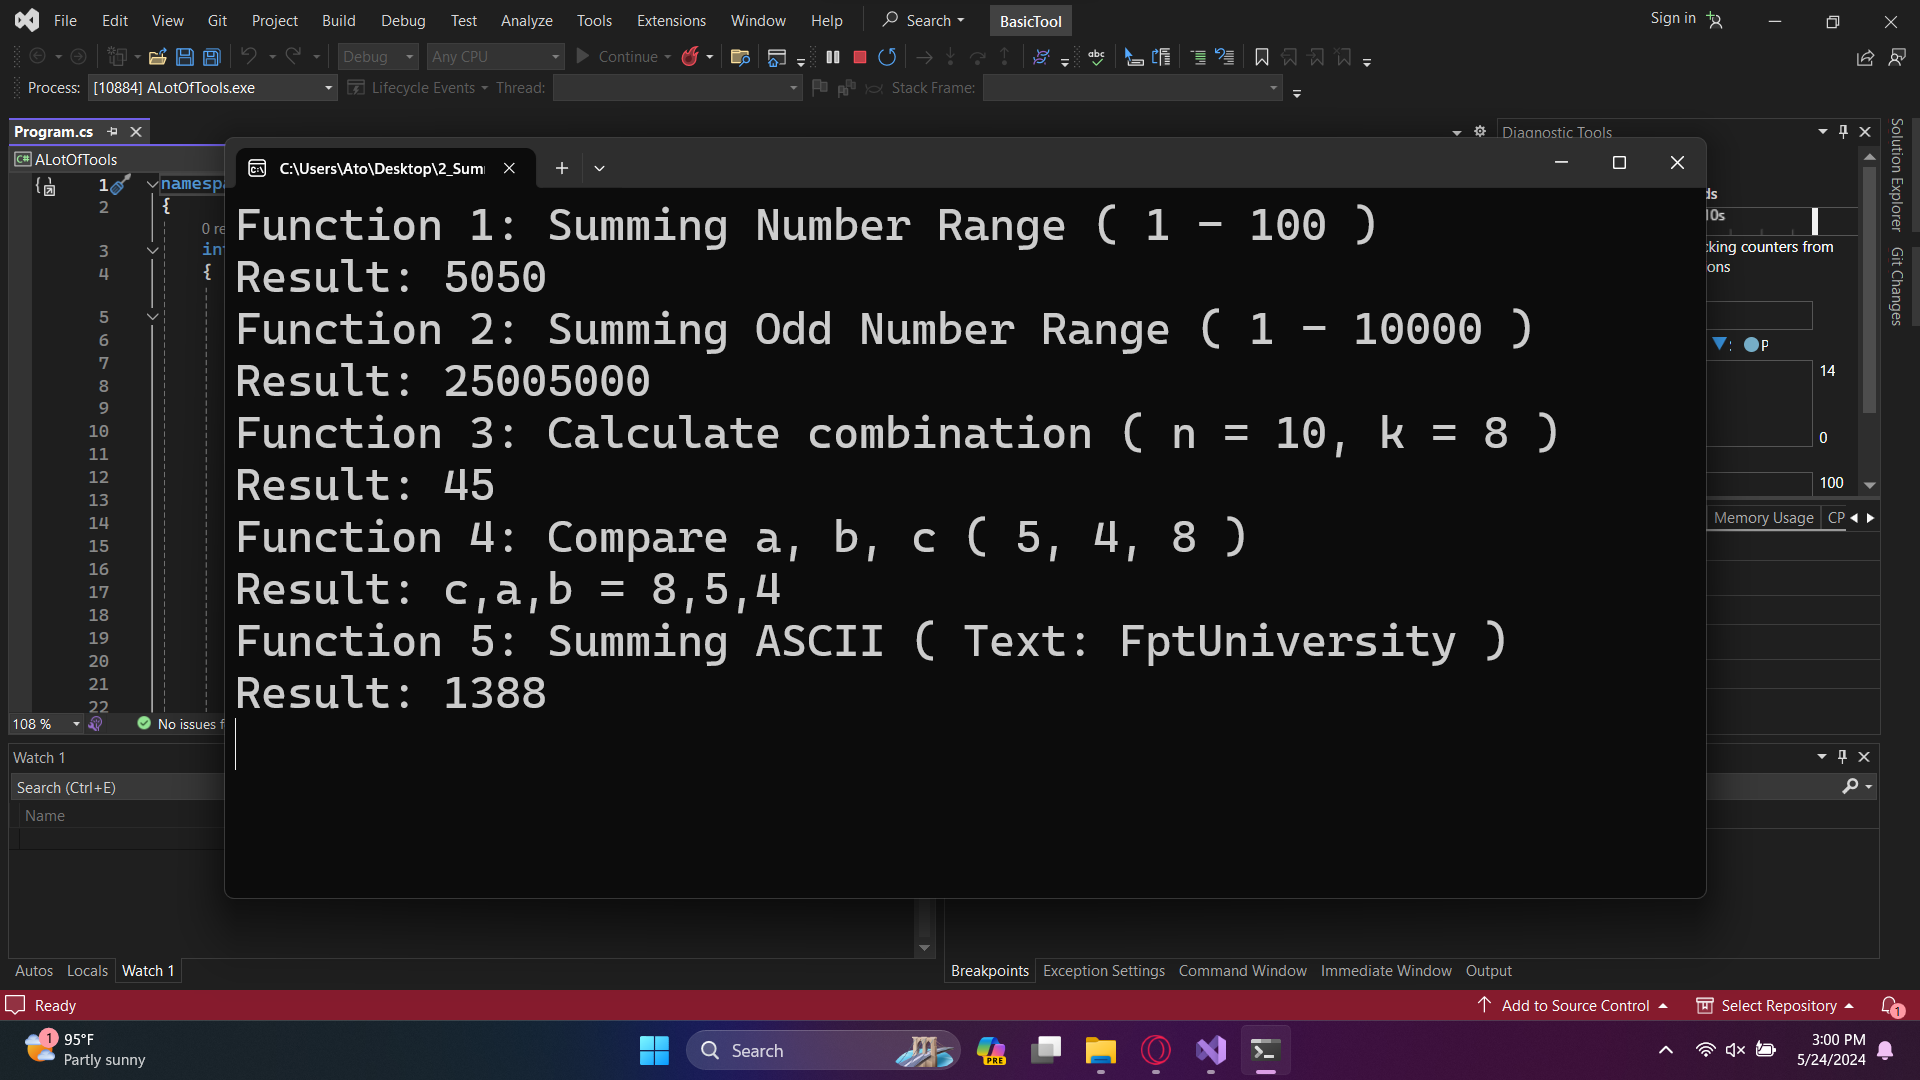 File Edit View Git Project Build Debug Test Analyze Tools Extensions Window Help Search BasicTool Sign in
Debug Any CPU Continue
Process: [10884] ALotOfTools.exe Lifecycle Events Thread: Stack Frame:
Program.cs
Diagnostic Tools
ALotOfTools
C:\Users\Ato\Desktop\2_Sum
Solution Explorer
Git Changes
1 namespa
2 {
0 re
3 int
4 {
5
6
7
8
9
10
11
12
13
14
15
16
17
18
19
20
21
22
Function 1: Summing Number Range ( 1 - 100 )
Result: 5050
Function 2: Summing Odd Number Range ( 1 - 10000 )
Result: 25005000
Function 3: Calculate combination ( n = 10, k = 8 )
Result: 45
Function 4: Compare a, b, c ( 5, 4, 8 )
Result: c,a,b = 8,5,4
Function 5: Summing ASCII ( Text: FptUniversity )
Result: 1388
ds
10s
cking counters from
ons
P
14
0
100
Memory Usage CP
108 % No issues f
Watch 1
Search (Ctrl+E)
Name
Autos Locals Watch 1
Breakpoints Exception Settings Command Window Immediate Window Output
Ready Add to Source Control Select Repository 1
1 95°F
Partly sunny
Search
PRE
3:00 PM
5/24/2024